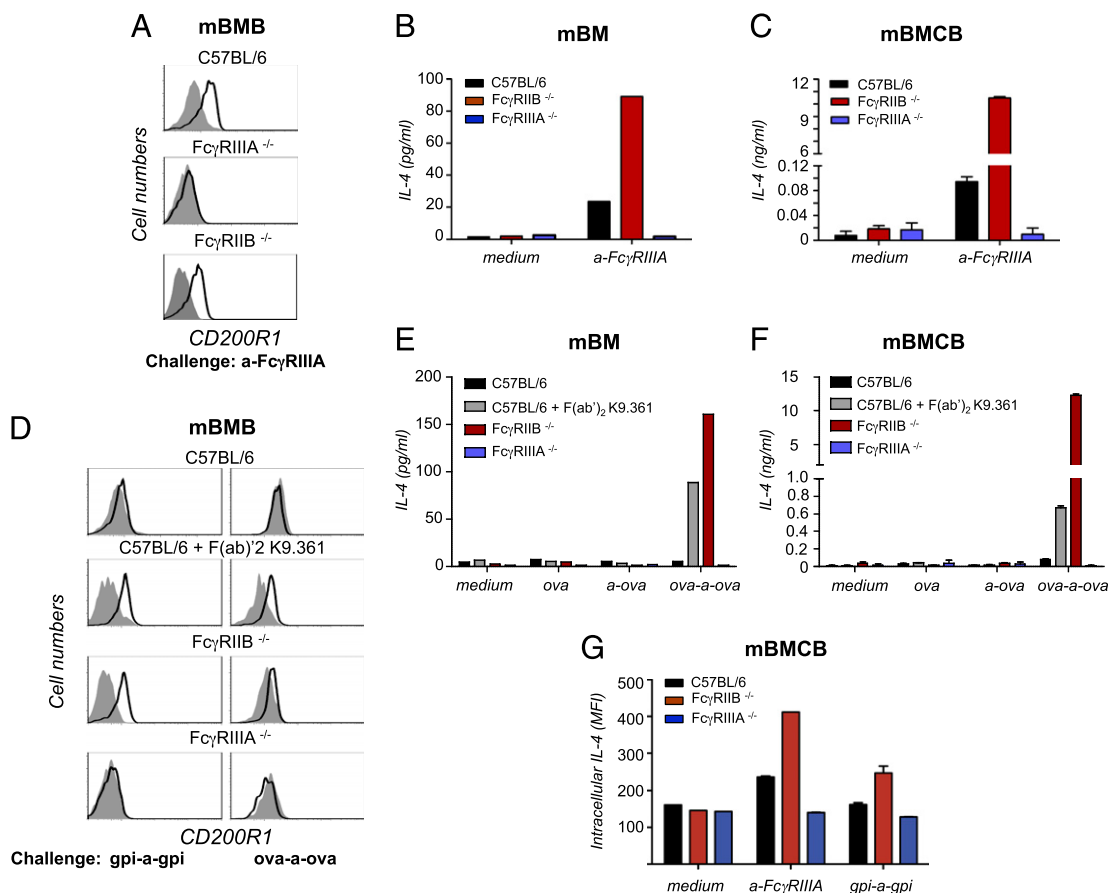 A
mBMB
C57BL/6
FcγRIIIA -/-
FcγRIIB -/-
Cell numbers
CD200R1
Challenge: a-FcγRIIIA
B
mBM
C57BL/6
FcγRIIB -/-
FcγRIIIA -/-
IL-4 (pg/ml)
100
80
60
40
20
0
medium
a-FcγRIIIA
C
mBMCB
C57BL/6
FcγRIIB -/-
FcγRIIIA -/-
IL-4 (ng/ml)
12
9
6
0.12
0.08
0.04
0
medium
a-FcγRIIIA
D
mBMB
C57BL/6
C57BL/6 + F(ab)'2 K9.361
FcγRIIB -/-
FcγRIIIA -/-
Cell numbers
CD200R1
Challenge: gpi-a-gpi ova-a-ova
E
mBM
C57BL/6
C57BL/6 + F(ab')2 K9.361
FcγRIIB -/-
FcγRIIIA -/-
IL-4 (pg/ml)
200
150
100
50
0
medium ova a-ova ova-a-ova
F
mBMCB
C57BL/6
C57BL/6 + F(ab')2 K9.361
FcγRIIB -/-
FcγRIIIA -/-
IL-4 (ng/ml)
15
10
5
1.0
0.8
0.6
0.4
0.2
0
medium ova a-ova ova-a-ova
G
mBMCB
C57BL/6
FcγRIIB -/-
FcγRIIIA -/-
Intracellular IL-4 (MFI)
500
400
300
200
100
medium a-FcγRIIIA gpi-a-gpi